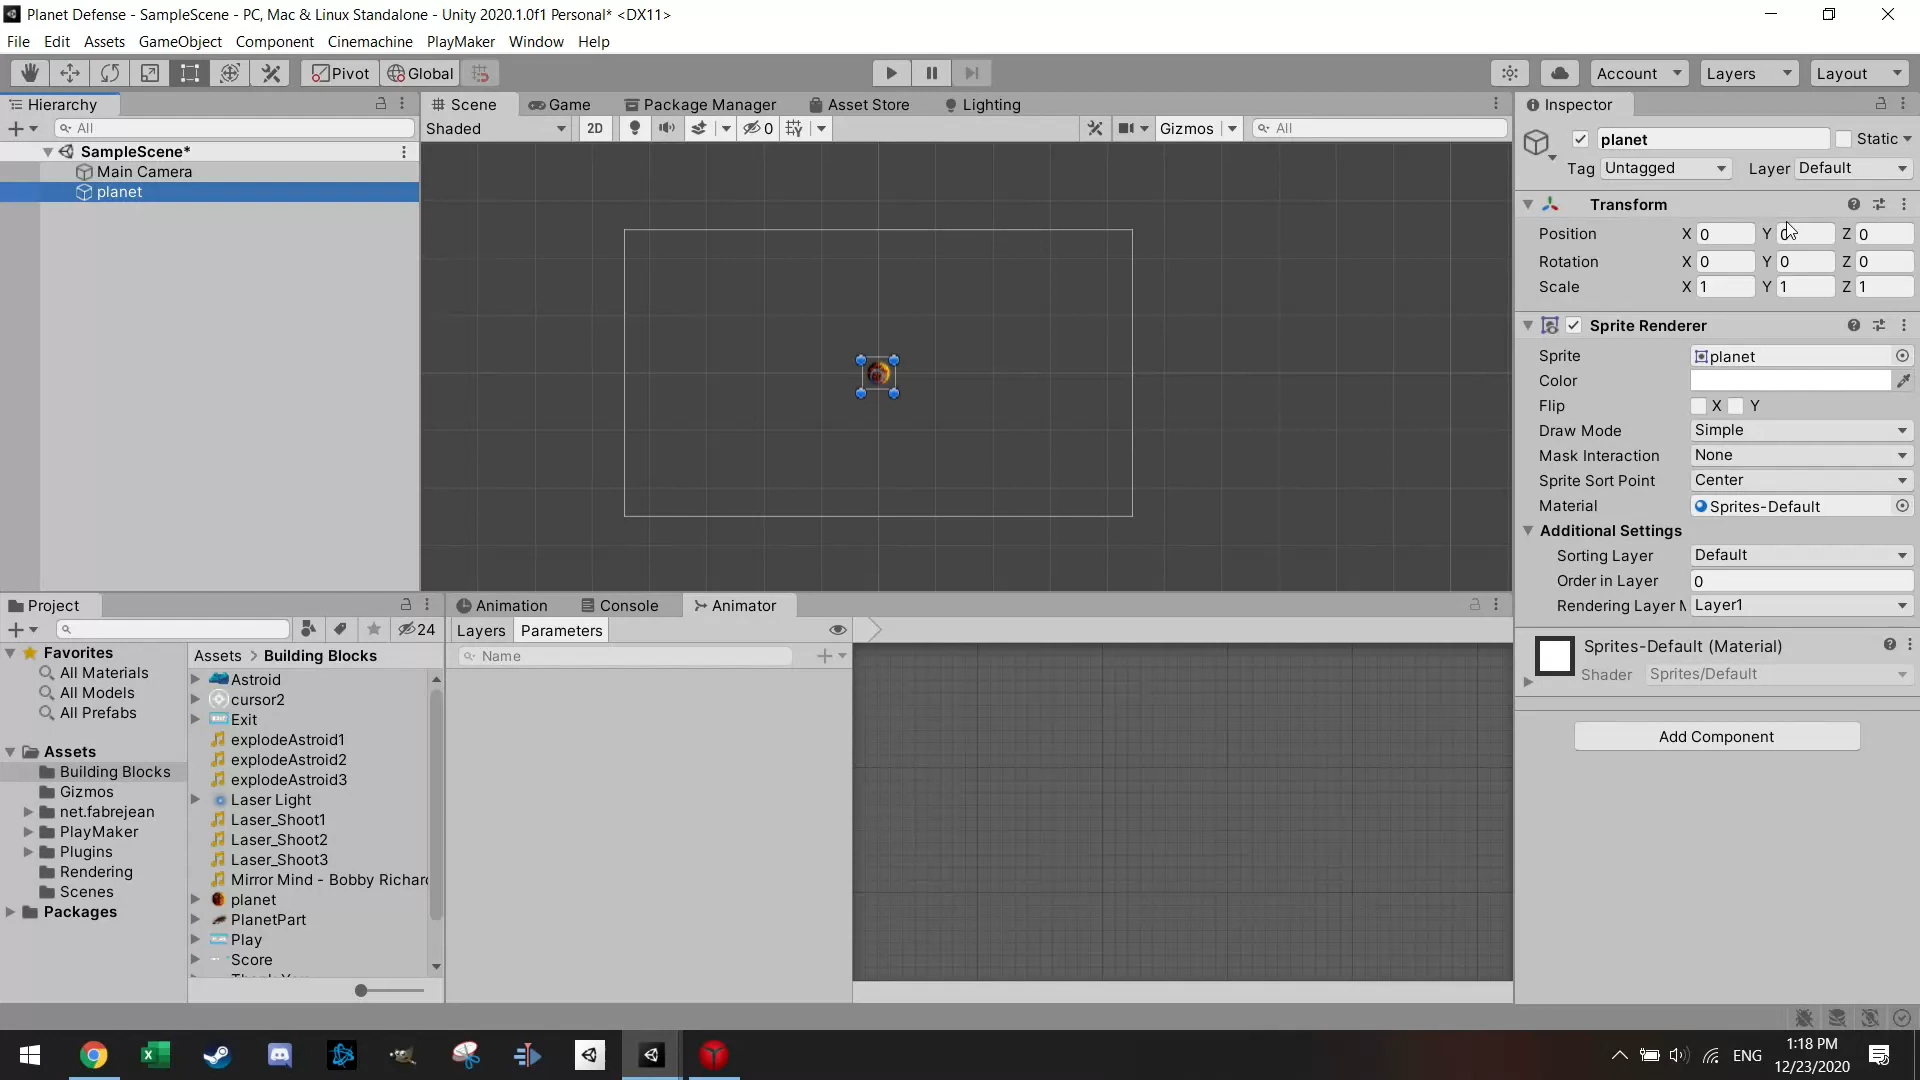 Planet Defense - SampleScene - PC, Mac & Linux Standalone - Unity 2020.1.0f1 Personal* <DX11>
File Edit Assets GameObject Component Cinemachine PlayMaker Window Help
Pivot Global Account Layers Layout
Hierarchy
All
SampleScene*
Main Camera
planet
Scene Game Package Manager Asset Store Lighting
Shaded 2D 0 Gizmos All
Inspector
planet Static
Tag Untagged Layer Default
Transform
Position X 0 Y 0 Z 0
Rotation X 0 Y 0 Z 0
Scale X 1 Y 1 Z 1
Sprite Renderer
Sprite planet
Color
Flip X Y
Draw Mode Simple
Mask Interaction None
Sprite Sort Point Center
Material Sprites-Default
Additional Settings
Sorting Layer Default
Order in Layer 0
Rendering Layer M Layer1
Sprites-Default (Material)
Shader Sprites/Default
Add Component
Project
24
Favorites
All Materials
All Models
All Prefabs
Assets
Building Blocks
Gizmos
net.fabrejean
PlayMaker
Plugins
Rendering
Scenes
Packages
Assets > Building Blocks
Astroid
cursor2
Exit
explodeAstroid1
explodeAstroid2
explodeAstroid3
Laser Light
Laser_Shoot1
Laser_Shoot2
Laser_Shoot3
Mirror Mind - Bobby Richar
planet
PlanetPart
Play
Score
Animation Console Animator
Layers Parameters
Name
ENG
1:18 PM
12/23/2020